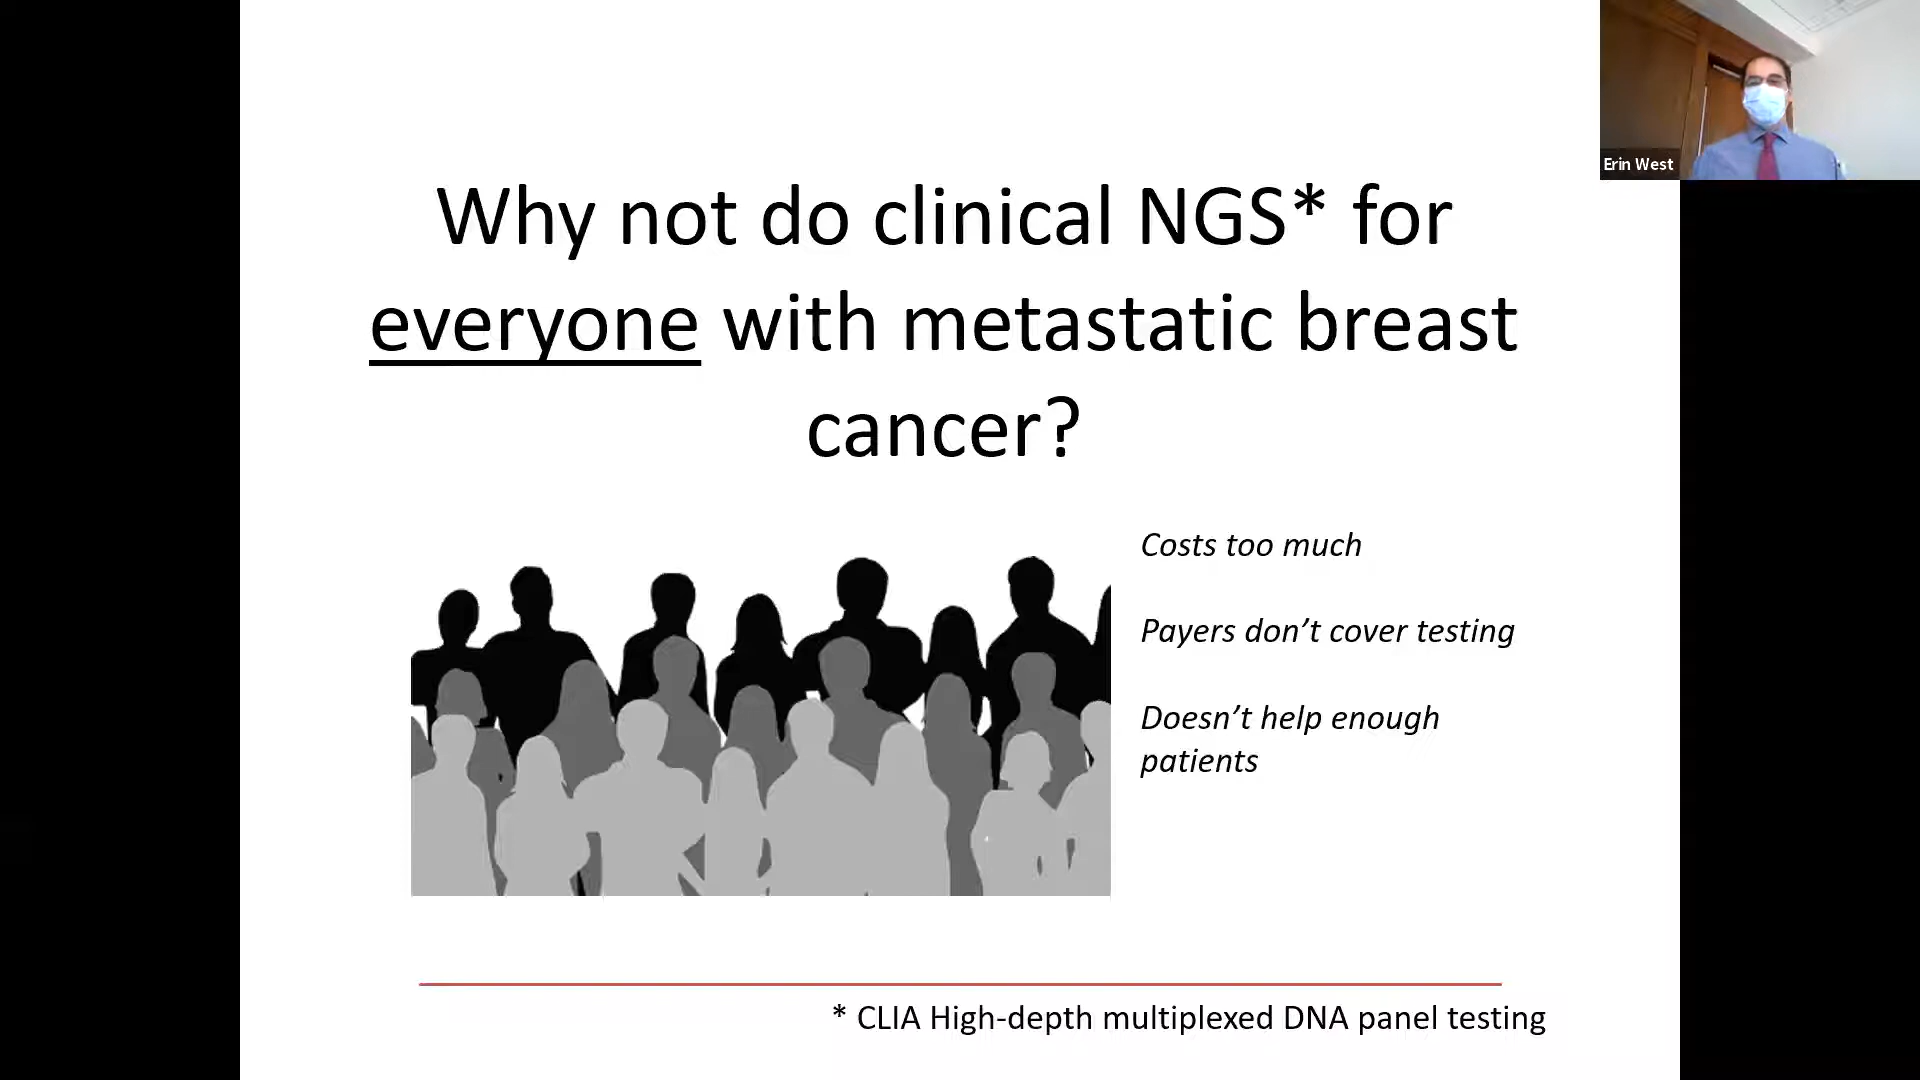 Why not do clinical NGS* for
everyone with metastatic breast
cancer?
Costs too much
Payers don’t cover testing
Doesn’t help enough
patients
* CLIA High-depth multiplexed DNA panel testing
Erin West